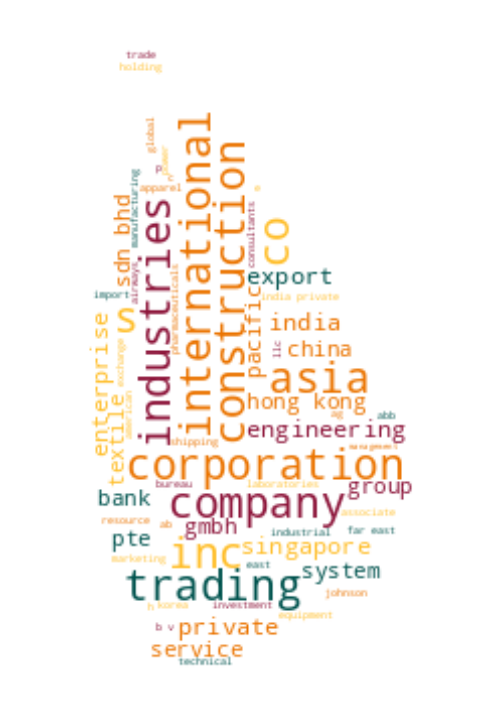 trade
holding
global
power
p
n
apparel
manufacturing
e
sdn bhd
industries
international
construction
consultants
co
airways
pharmaceuticals
export
import
india private
s
pacific
india
enterprise
exchange
llc
china
asia
textile
american
hong kong
ag
abb
engineering
shipping
management
corporation
bureau
laboratories
group
bank
company
associate
resource
ab
gmbh
industrial
far east
pte
inc
singapore
marketing
east
system
trading
johnson
h
korea
investment
equipment
b v
private
service
technical